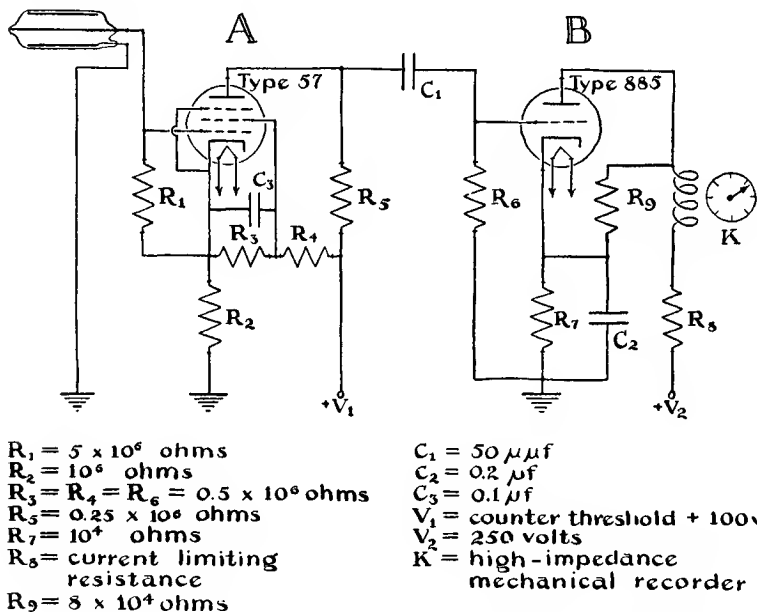 A
B
Type 57
Type 885
C₁
C₃
R₁
R₃
R₄
R₅
R₂
R₆
R₉
K
R₇
C₂
R₈
+V₁
+V₂
R₁ = 5 x 10⁶ ohms
R₂ = 10⁶ ohms
R₃ = R₄ = R₆ = 0.5 x 10⁶ ohms
R₅ = 0.25 x 10⁶ ohms
R₇ = 10⁴ ohms
R₈ = current limiting
resistance
R₉ = 8 x 10⁴ ohms
C₁ = 50 μμf
C₂ = 0.2 μf
C₃ = 0.1 μf
V₁ = counter threshold + 100v
V₂ = 250 volts
K = high-impedance
mechanical recorder